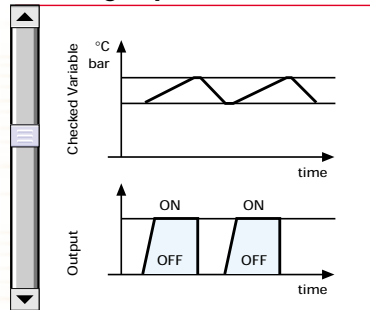 °C
bar
Checked Variable
time
ON
ON
OFF
OFF
Output
time